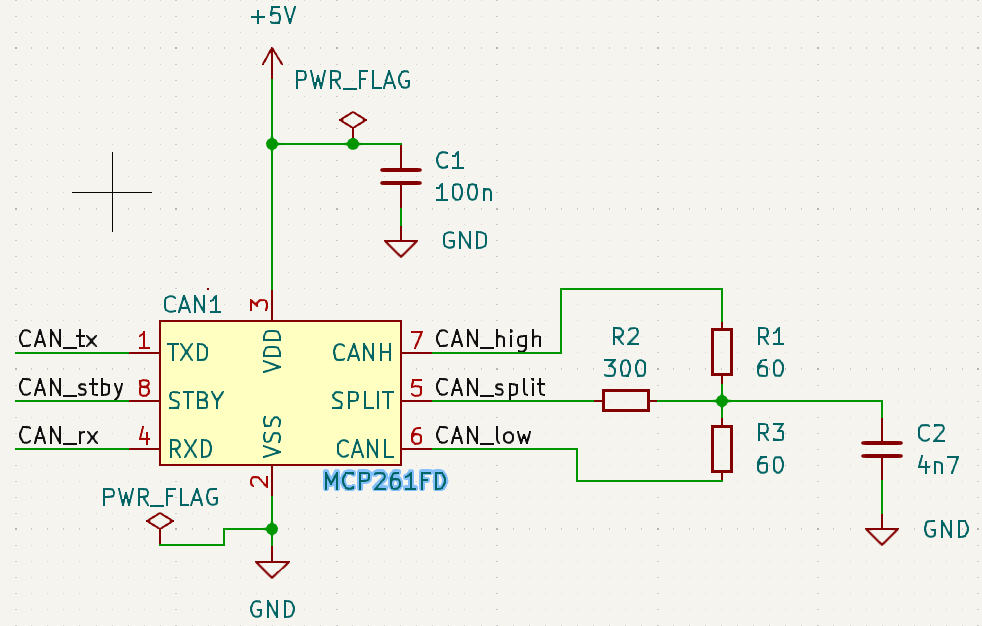 +5V
PWR_FLAG
C1
100n
GND
CAN1
3
CAN_tx
1
TXD
VDD
CANH
7
CAN_high
R2
300
R1
60
CAN_stby
8
STBY
SPLIT
5
CAN_split
CAN_rx
4
RXD
VSS
CANL
6
CAN_low
R3
60
C2
4n7
2
MCP261FD
PWR_FLAG
GND
GND